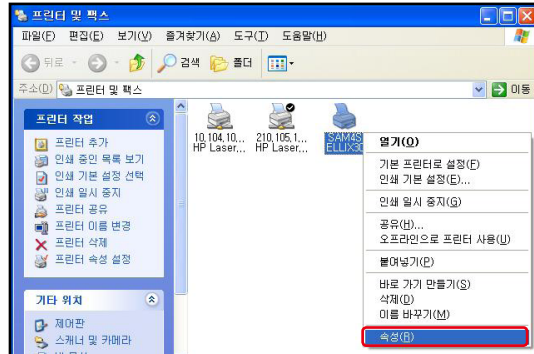 프린터 및 팩스
파일(F) 편집(E) 보기(V) 즐겨찾기(A) 도구(T) 도움말(H)
뒤로 검색 폴더
주소(D) 프린터 및 팩스 이동
프린터 작업
프린터 추가
인쇄 중인 목록 보기
인쇄 기본 설정 선택
인쇄 일시 중지
프린터 공유
프린터 이름 변경
프린터 삭제
프린터 속성 설정
기타 위치
제어판
스캐너 및 카메라
10,104,10... 210,105,1... SAM4S
HP Laser... HP Laser... ELLIX30
열기(O)
기본 프린터로 설정(F)
인쇄 기본 설정(E)...
인쇄 일시 중지(G)
공유(H)...
오프라인으로 프린터 사용(U)
붙여넣기(P)
바로 가기 만들기(S)
삭제(D)
이름 바꾸기(M)
속성(R)